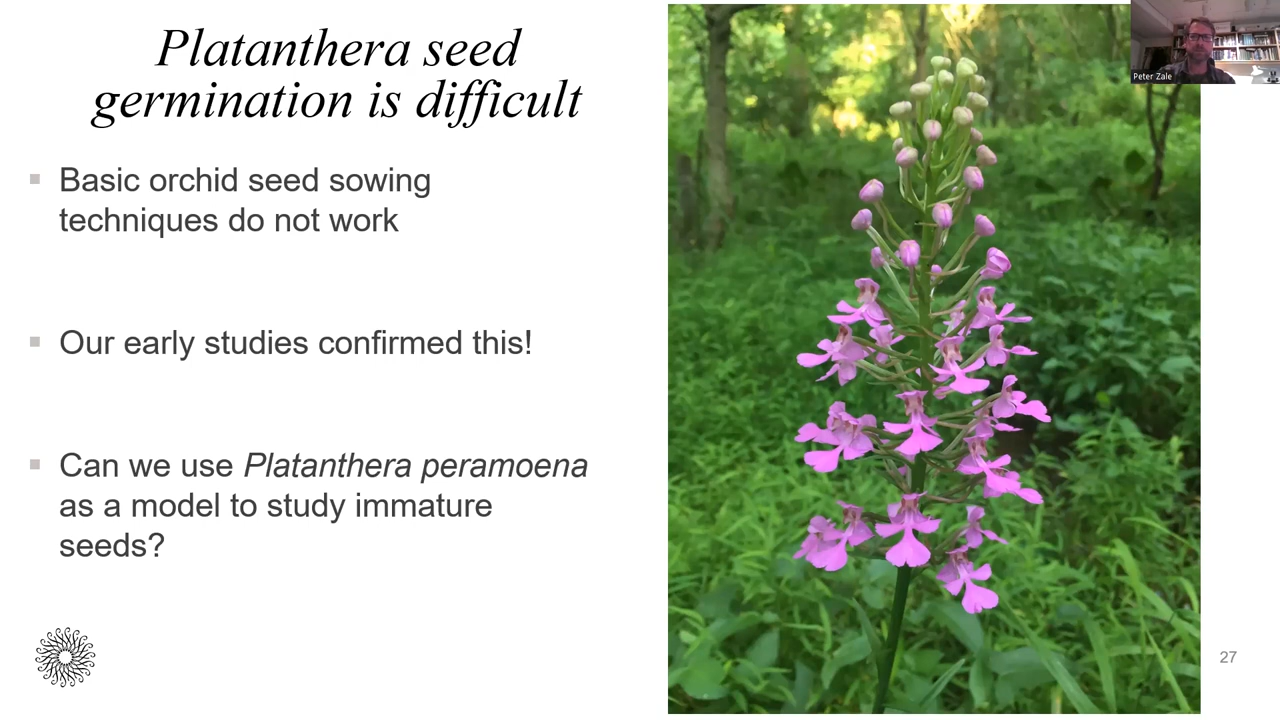 Platanthera seed
germination is difficult
Peter Zale
▪ Basic orchid seed sowing
techniques do not work
▪ Our early studies confirmed this!
▪ Can we use Platanthera peramoena
as a model to study immature
seeds?
27